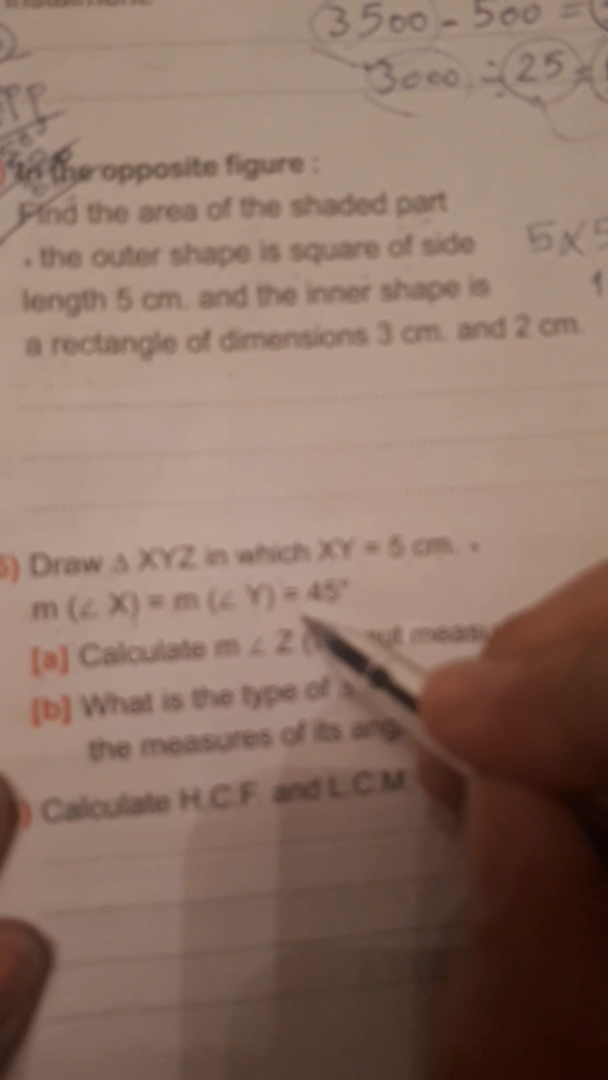 3500 - 500 =
3000 ÷ 25 =
In the opposite figure :
Find the area of the shaded part
, the outer shape is square of side
5 × 5
length 5 cm. and the inner shape is
a rectangle of dimensions 3 cm. and 2 cm.
5) Draw Δ XYZ in which XY = 5 cm. ,
m (∠ X) = m (∠ Y) = 45°
[a] Calculate m ∠ Z
[b] What is the type of
the measures of its
) Calculate H.C.F. and L.C.M.